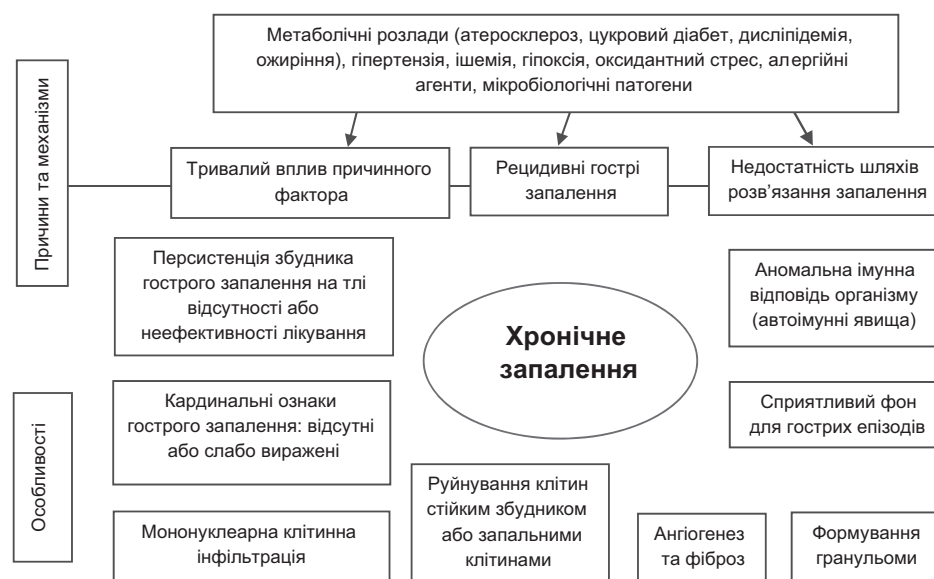 Метаболічні розлади (атеросклероз, цукровий діабет, дисліпідемія,
ожиріння), гіпертензія, ішемія, гіпоксія, оксидантний стрес, алергійні
агенти, мікробіологічні патогени
Причини та механізми
Тривалий вплив причинного
фактора
Рецидивні гострі
запалення
Недостатність шляхів
розв’язання запалення
Персистенція збудника
гострого запалення на тлі
відсутності або
неефективності лікування
Аномальна імунна
відповідь організму
(автоімунні явища)
Хронічне
запалення
Особливості
Кардинальні ознаки
гострого запалення: відсутні
або слабо виражені
Сприятливий фон
для гострих епізодів
Мононуклеарна клітинна
інфільтрація
Руйнування клітин
стійким збудником
або запальними
клітинами
Ангіогенез
та фіброз
Формування
гранульоми